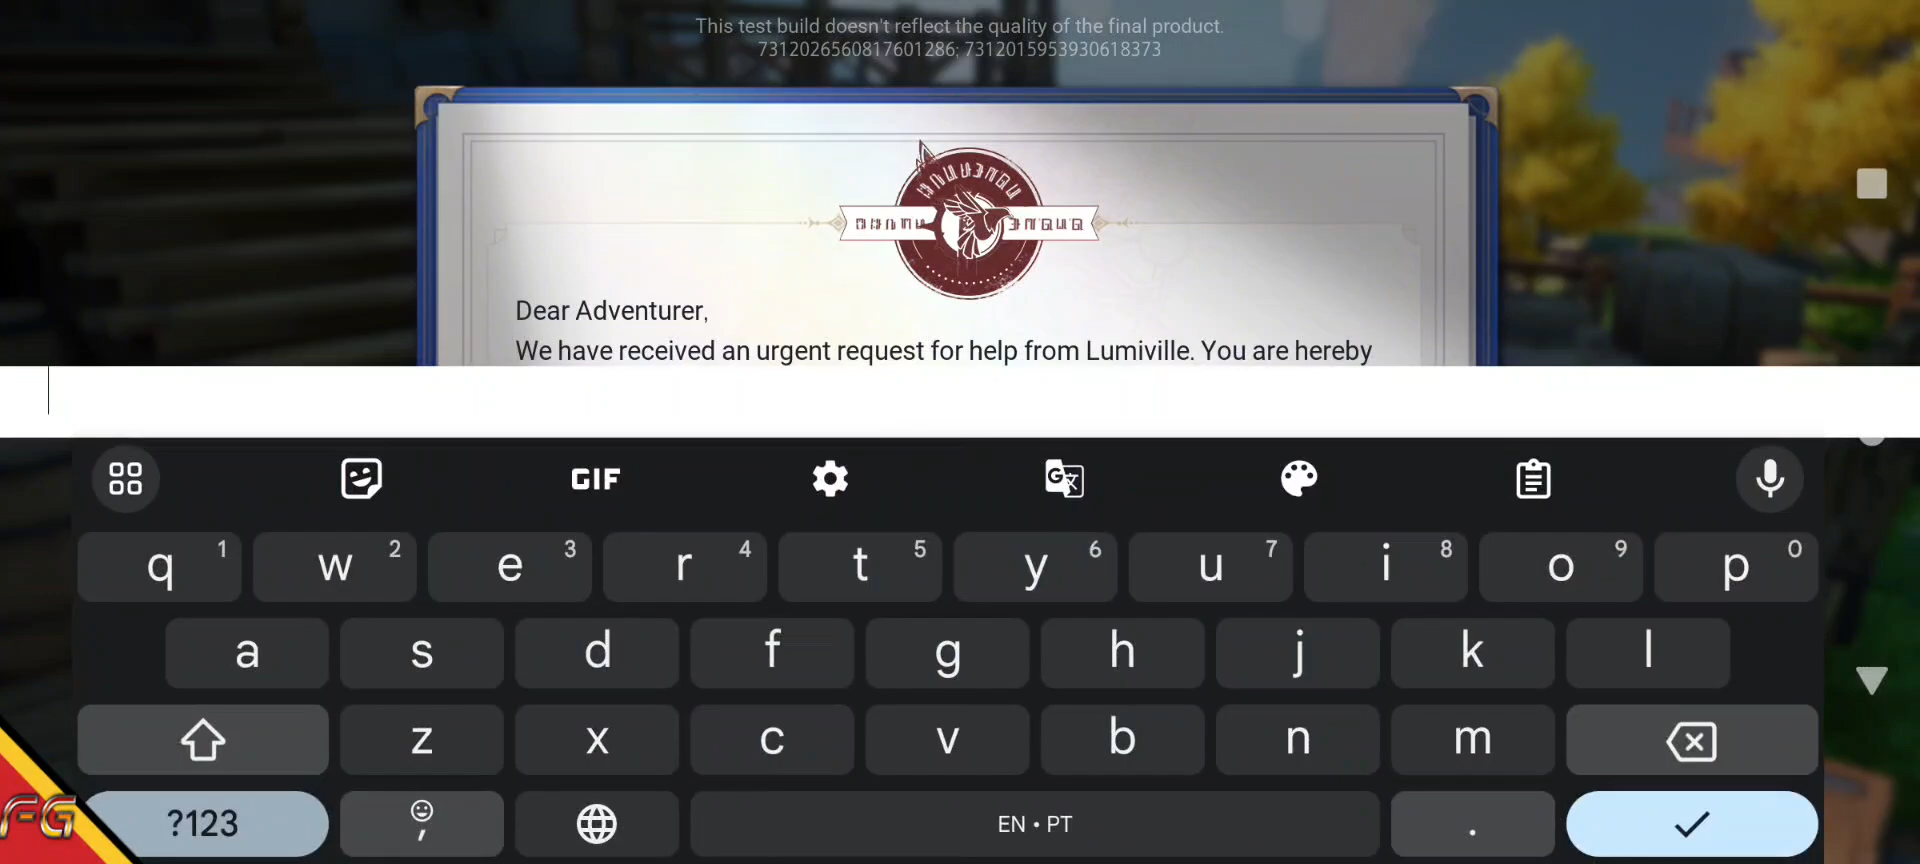 This test build doesn't reflect the quality of the final product.
7312026560817601286; 7312015953930618373
Dear Adventurer,
We have received an urgent request for help from Lumiville. You are hereby
GIF
q 1 w 2 e 3 r 4 t 5 y 6 u 7 i 8 o 9 p 0
a s d f g h j k l
z x c v b n m
?123 , EN • PT .
FG